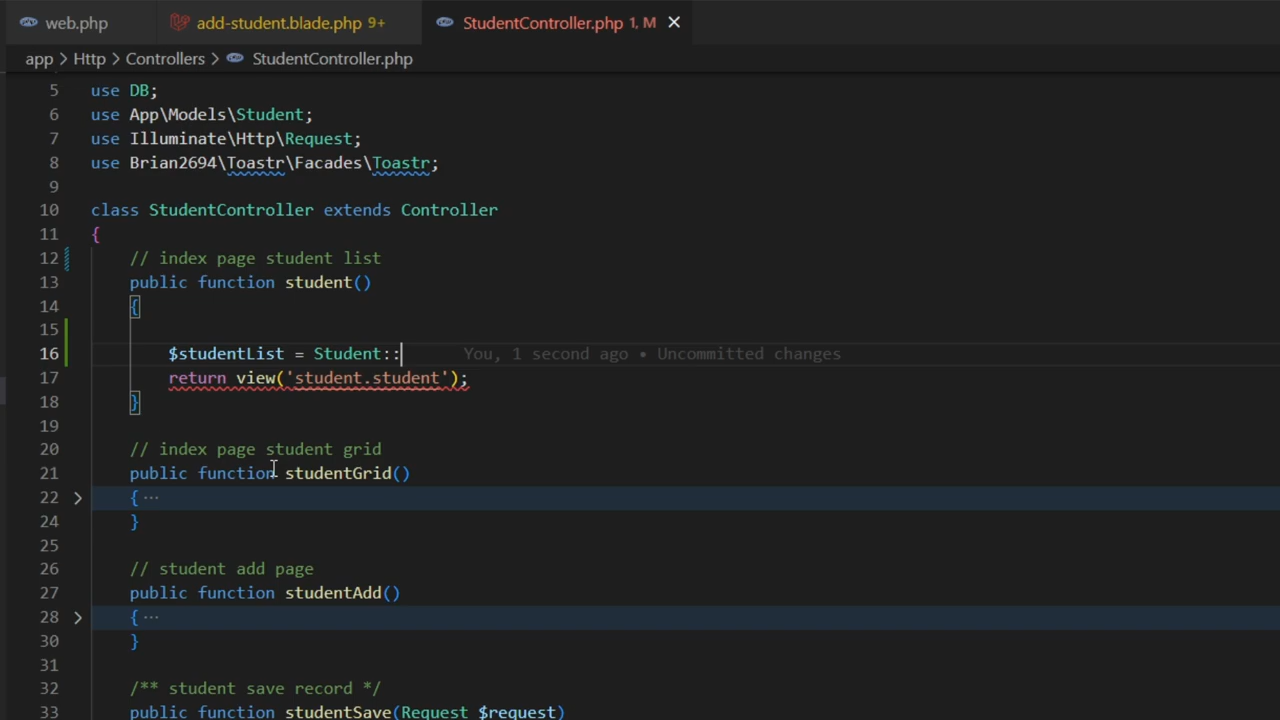 web.php
add-student.blade.php 9+
StudentController.php 1, M
app > Http > Controllers > StudentController.php
5 use DB;
6 use App\Models\Student;
7 use Illuminate\Http\Request;
8 use Brian2694\Toastr\Facades\Toastr;
9
10 class StudentController extends Controller
11 {
12 // index page student list
13 public function student()
14 {
15
16 $studentList = Student:: You, 1 second ago • Uncommitted changes
17 return view('student.student');
18 }
19
20 // index page student grid
21 public function studentGrid()
22 { ···
24 }
25
26 // student add page
27 public function studentAdd()
28 { ···
30 }
31
32 /** student save record */
33 public function studentSave(Request $request)